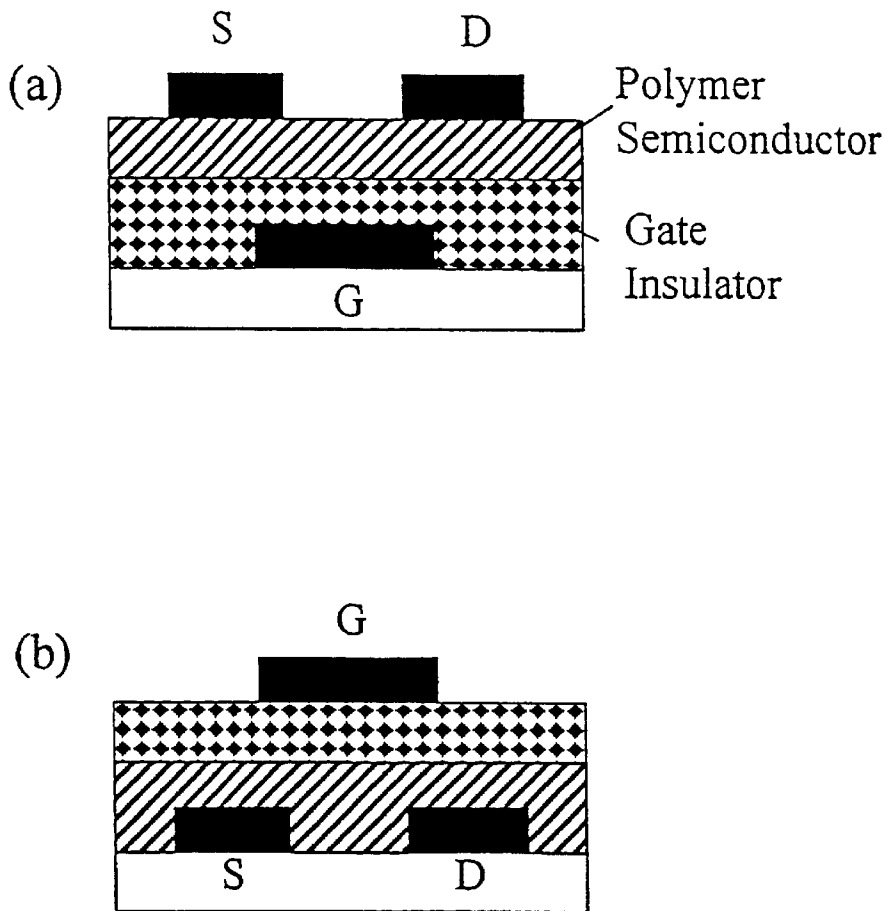 S D
(a)
Polymer
Semiconductor
Gate
Insulator
G
G
(b)
S D